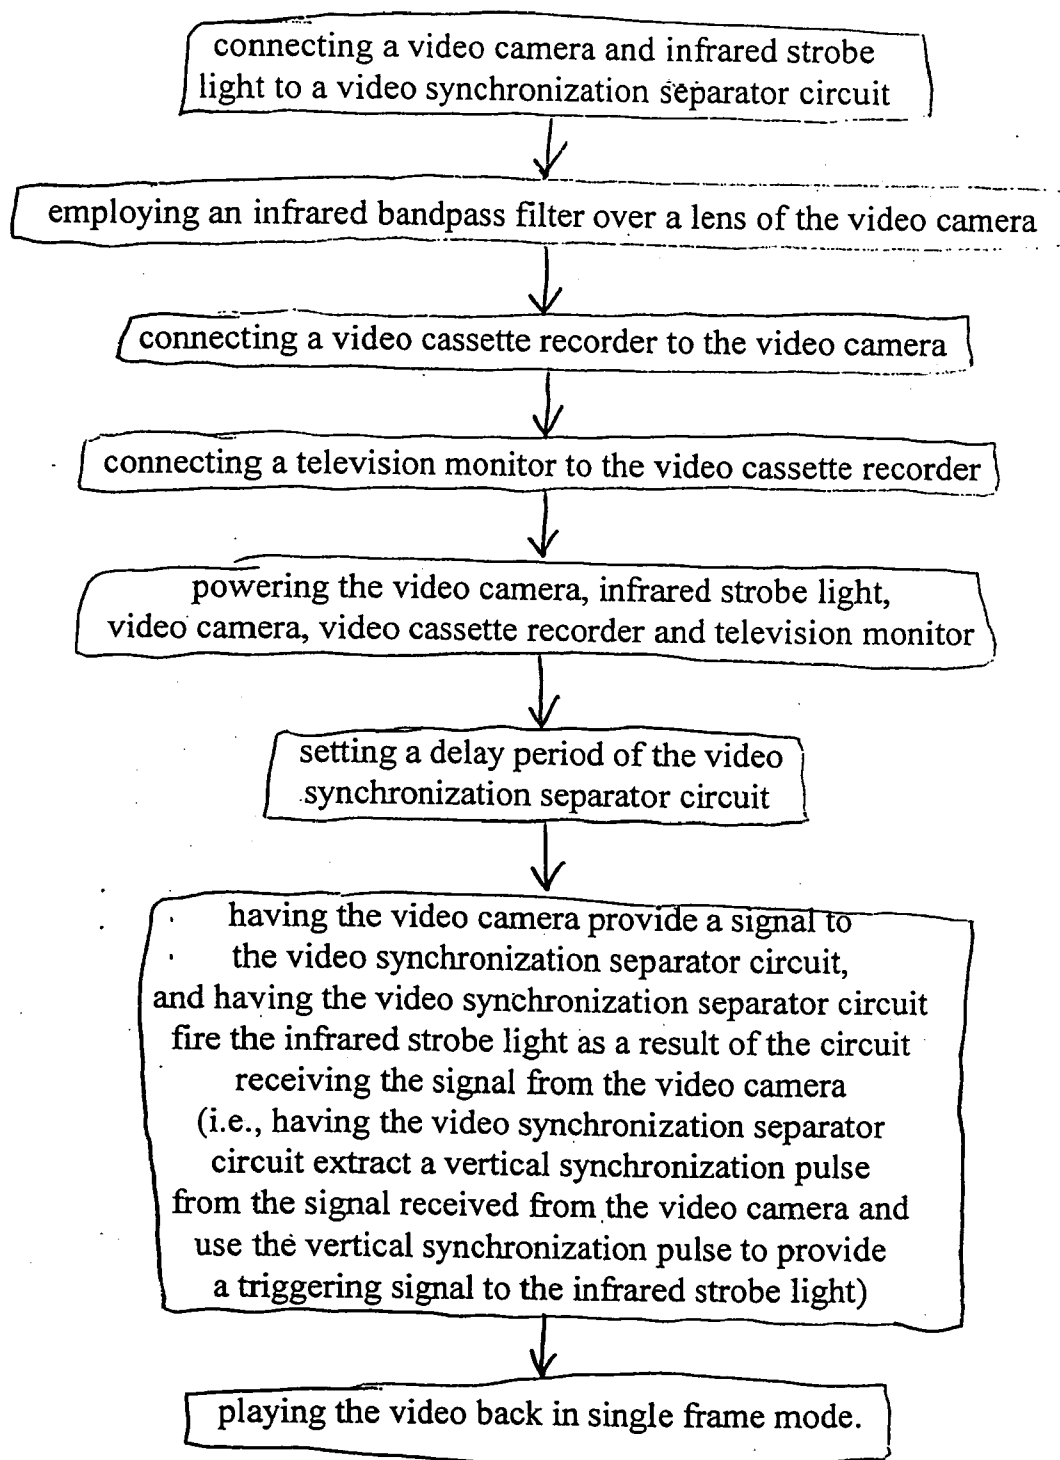 connecting a video camera and infrared strobe
light to a video synchronization separator circuit
employing an infrared bandpass filter over a lens of the video camera
connecting a video cassette recorder to the video camera
connecting a television monitor to the video cassette recorder
powering the video camera, infrared strobe light,
video camera, video cassette recorder and television monitor
setting a delay period of the video
synchronization separator circuit
having the video camera provide a signal to
the video synchronization separator circuit,
and having the video synchronization separator circuit
fire the infrared strobe light as a result of the circuit
receiving the signal from the video camera
(i.e., having the video synchronization separator
circuit extract a vertical synchronization pulse
from the signal received from the video camera and
use the vertical synchronization pulse to provide
a triggering signal to the infrared strobe light)
playing the video back in single frame mode.